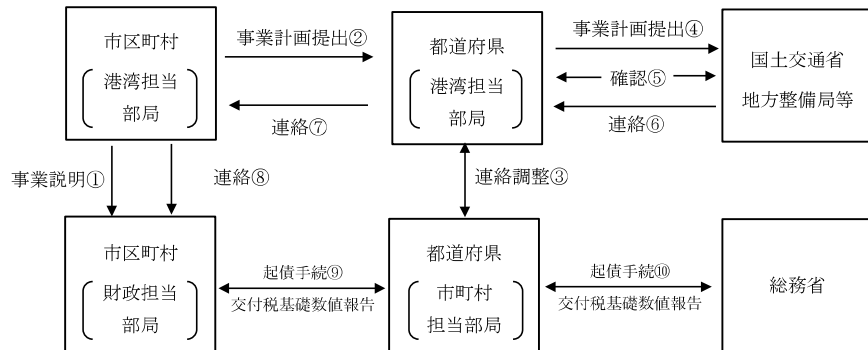 市区町村
港湾担当
部局
事業計画提出②
連絡⑦
都道府県
港湾担当
部局
事業計画提出④
確認⑤
連絡⑥
国土交通省
地方整備局等
事業説明①
連絡⑧
連絡調整③
市区町村
財政担当
部局
起債手続⑨
交付税基礎数値報告
都道府県
市町村
担当部局
起債手続⑩
交付税基礎数値報告
総務省